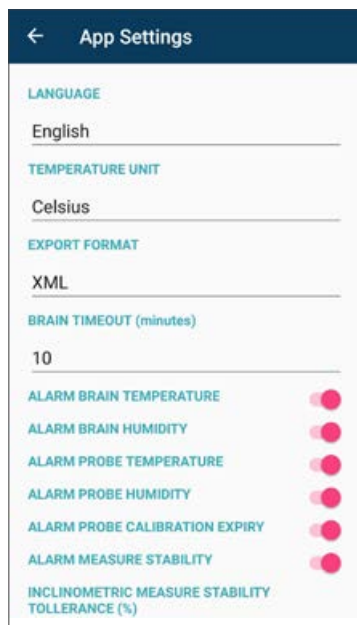 App Settings
LANGUAGE
English
TEMPERATURE UNIT
Celsius
EXPORT FORMAT
XML
BRAIN TIMEOUT (minutes)
10
ALARM BRAIN TEMPERATURE
ALARM BRAIN HUMIDITY
ALARM PROBE TEMPERATURE
ALARM PROBE HUMIDITY
ALARM PROBE CALIBRATION EXPIRY
ALARM MEASURE STABILITY
INCLINOMETRIC MEASURE STABILITY
TOLLERANCE (%)